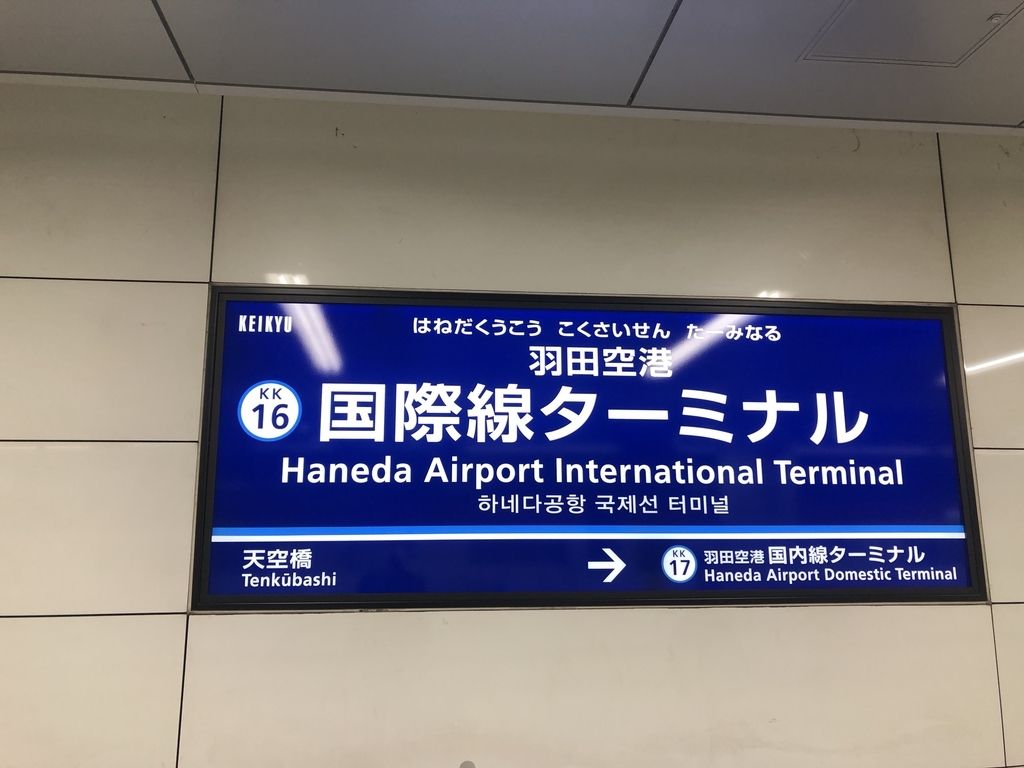 KEIKYU
はねだくうこう こくさいせん たーみなる
羽田空港
KK
16
国際線ターミナル
Haneda Airport International Terminal
하네다공항 국제선 터미널
天空橋
Tenkūbashi
→
KK
17
羽田空港 国内線ターミナル
Haneda Airport Domestic Terminal